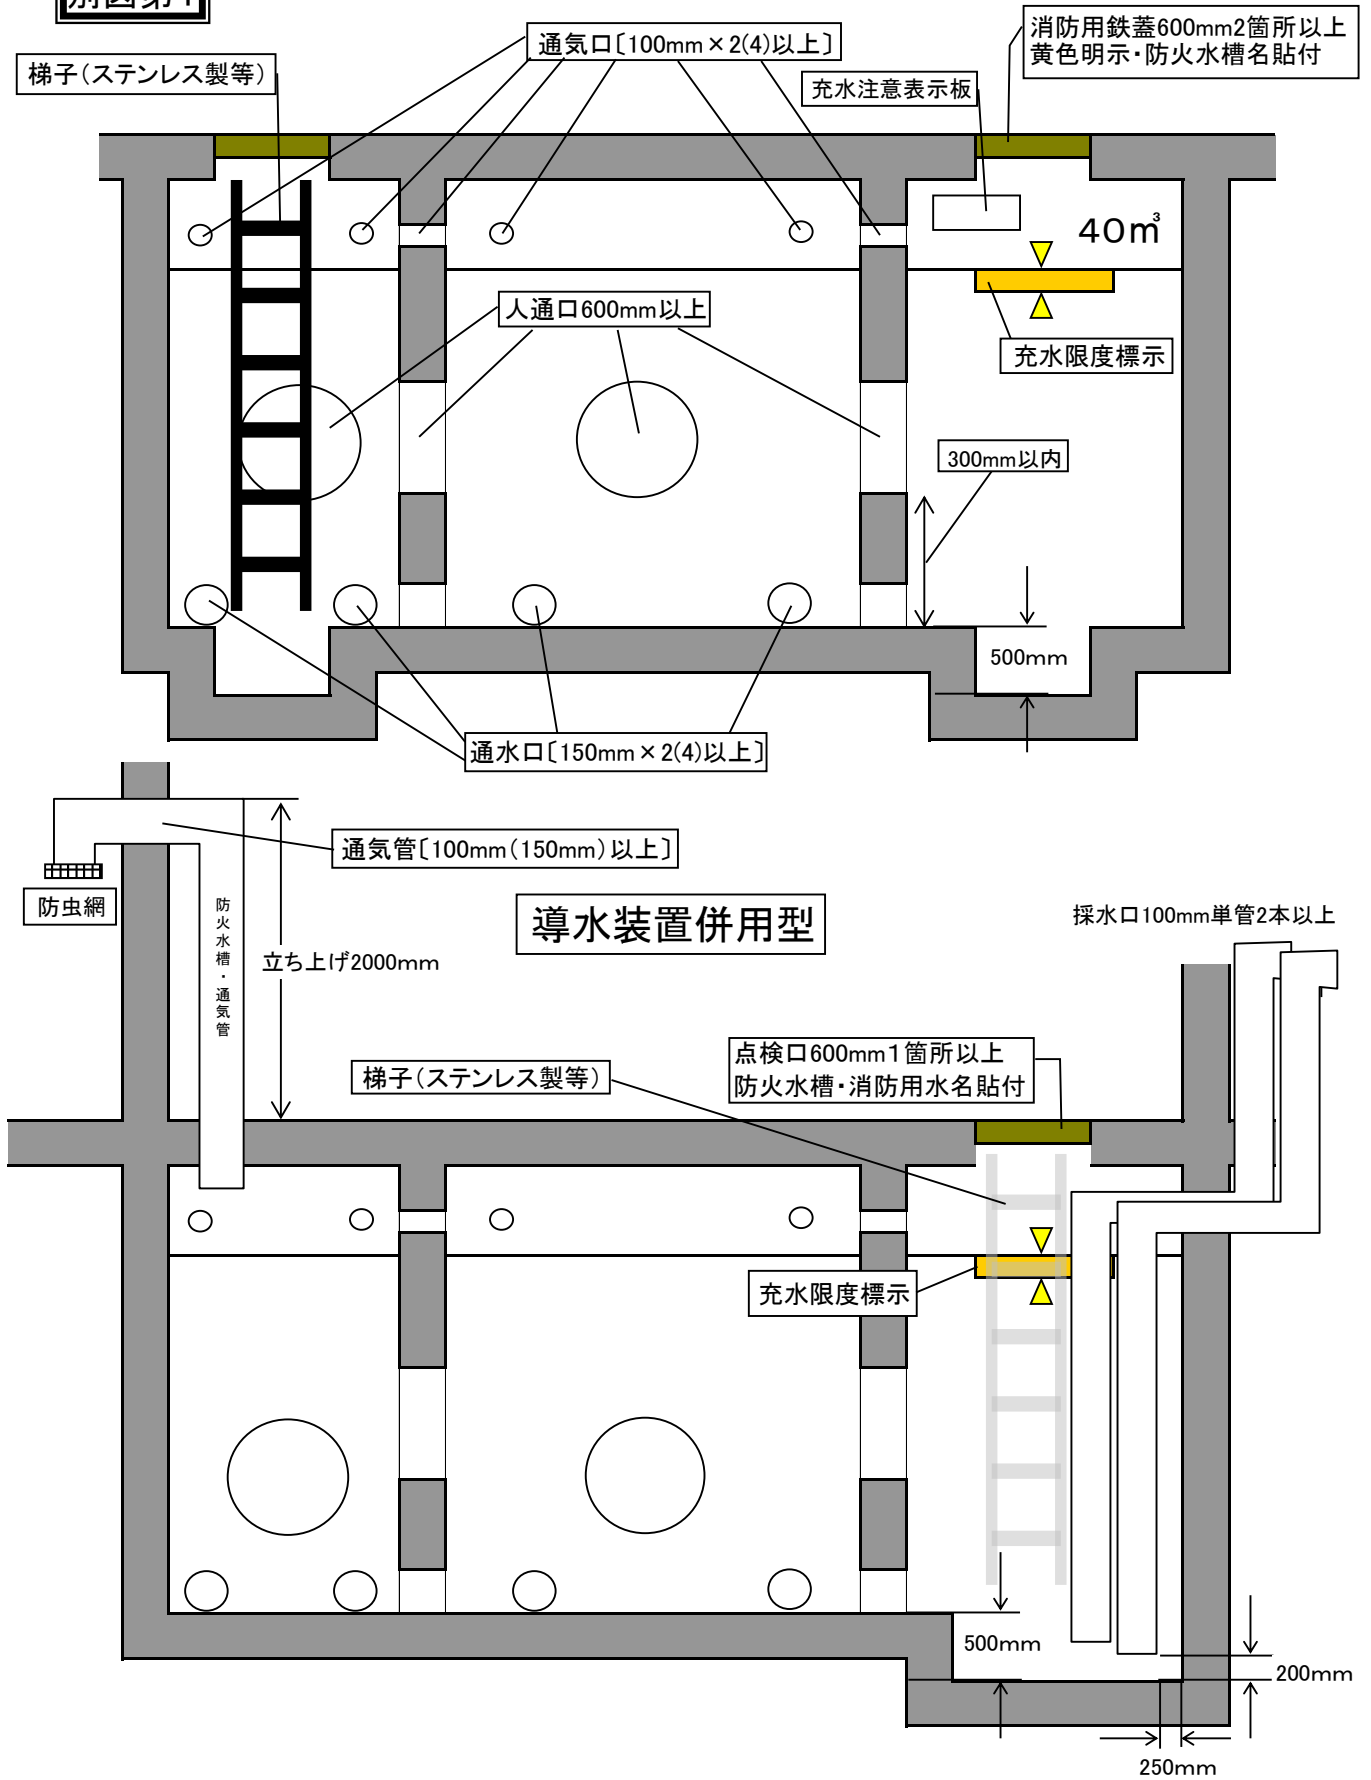 別図第1
通気口〔100mm×2(4)以上〕
消防用鉄蓋600mm2箇所以上
黄色明示・防火水槽名貼付
梯子(ステンレス製等)
充水注意表示板
40㎥
人通口600mm以上
充水限度標示
300mm以内
500mm
通水口〔150mm×2(4)以上〕
通気管〔100mm(150mm)以上〕
防虫網
防火水槽・通気管
導水装置併用型
採水口100mm単管2本以上
立ち上げ2000mm
点検口600mm1箇所以上
防火水槽・消防用水名貼付
梯子(ステンレス製等)
充水限度標示
500mm
200mm
250mm